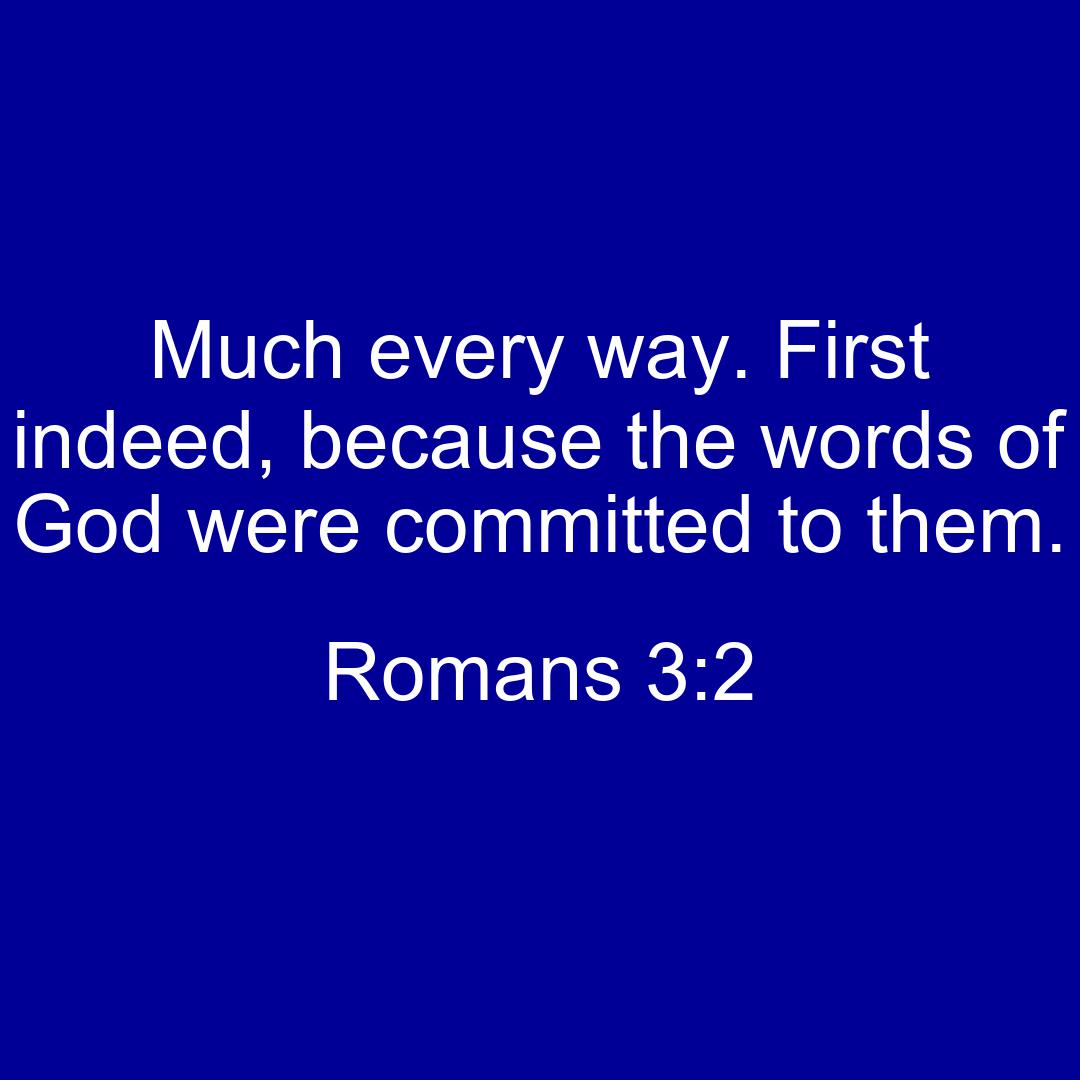 Much every way. First
indeed, because the words of
God were committed to them.
Romans 3:2